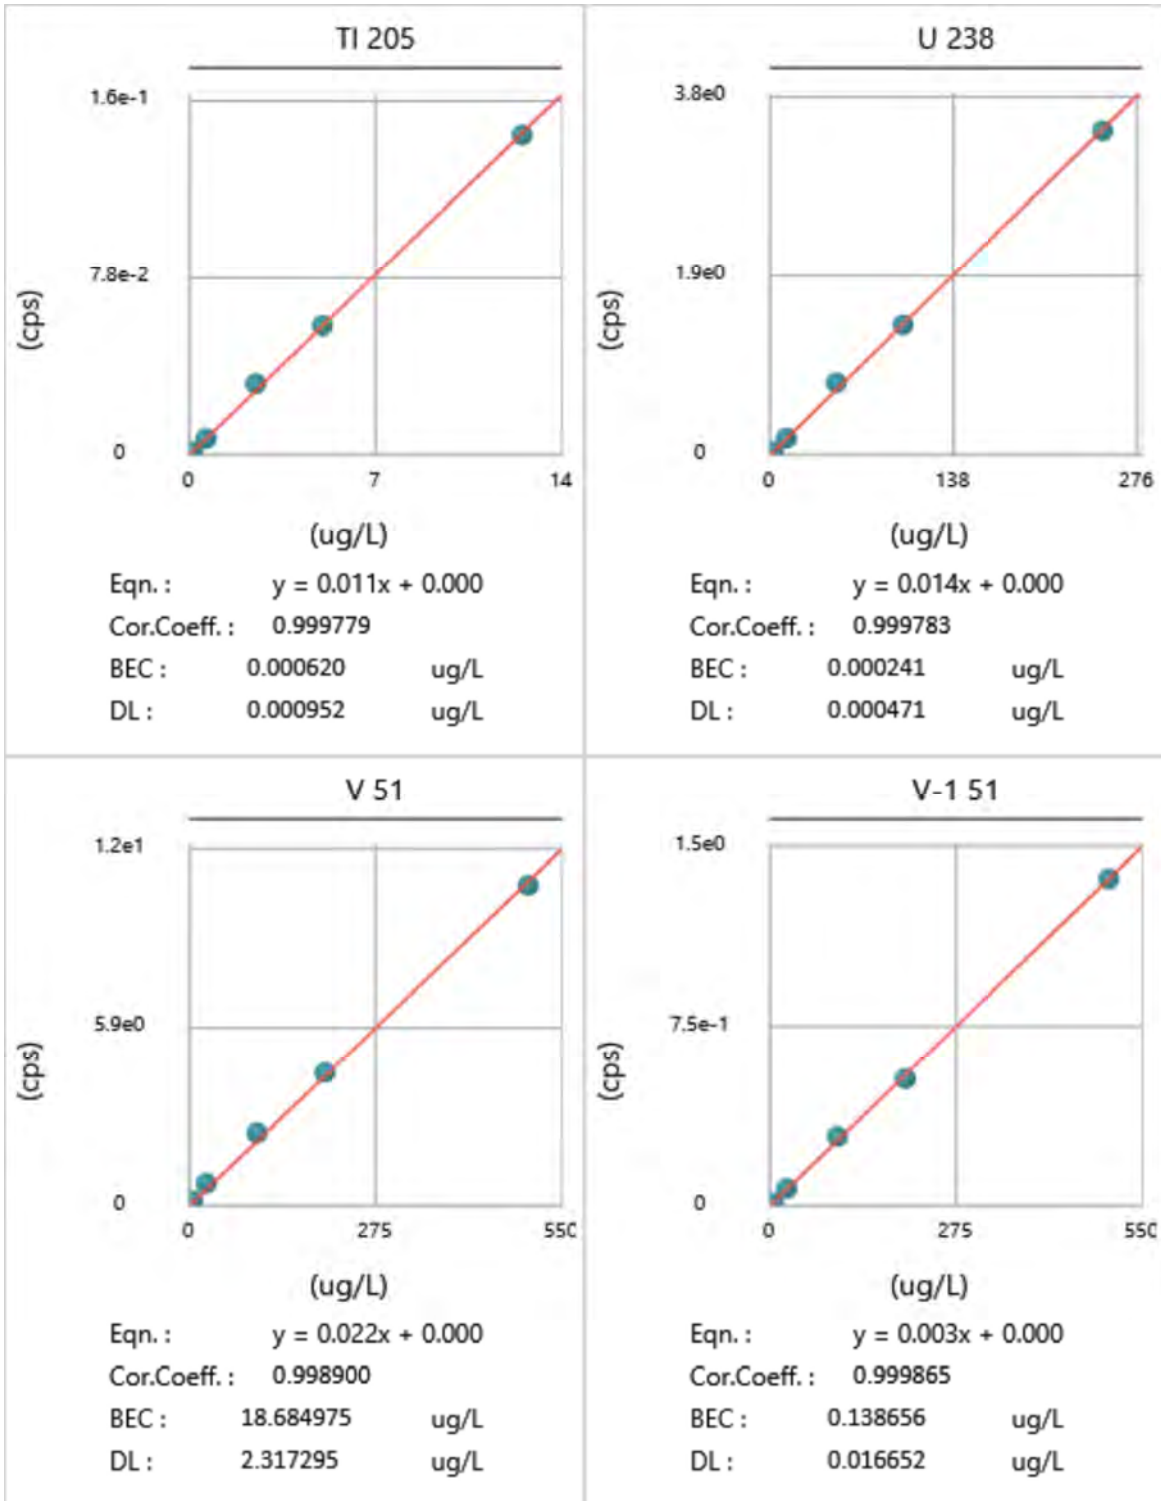 Tl 205
1.6e-1
7.8e-2
0
0 7 14
(cps)
(ug/L)
Eqn. : y = 0.011x + 0.000
Cor.Coeff. : 0.999779
BEC : 0.000620 ug/L
DL : 0.000952 ug/L
U 238
3.8e0
1.9e0
0
0 138 276
(cps)
(ug/L)
Eqn. : y = 0.014x + 0.000
Cor.Coeff. : 0.999783
BEC : 0.000241 ug/L
DL : 0.000471 ug/L
V 51
1.2e1
5.9e0
0
0 275 550
(cps)
(ug/L)
Eqn. : y = 0.022x + 0.000
Cor.Coeff. : 0.998900
BEC : 18.684975 ug/L
DL : 2.317295 ug/L
V-1 51
1.5e0
7.5e-1
0
0 275 550
(cps)
(ug/L)
Eqn. : y = 0.003x + 0.000
Cor.Coeff. : 0.999865
BEC : 0.138656 ug/L
DL : 0.016652 ug/L